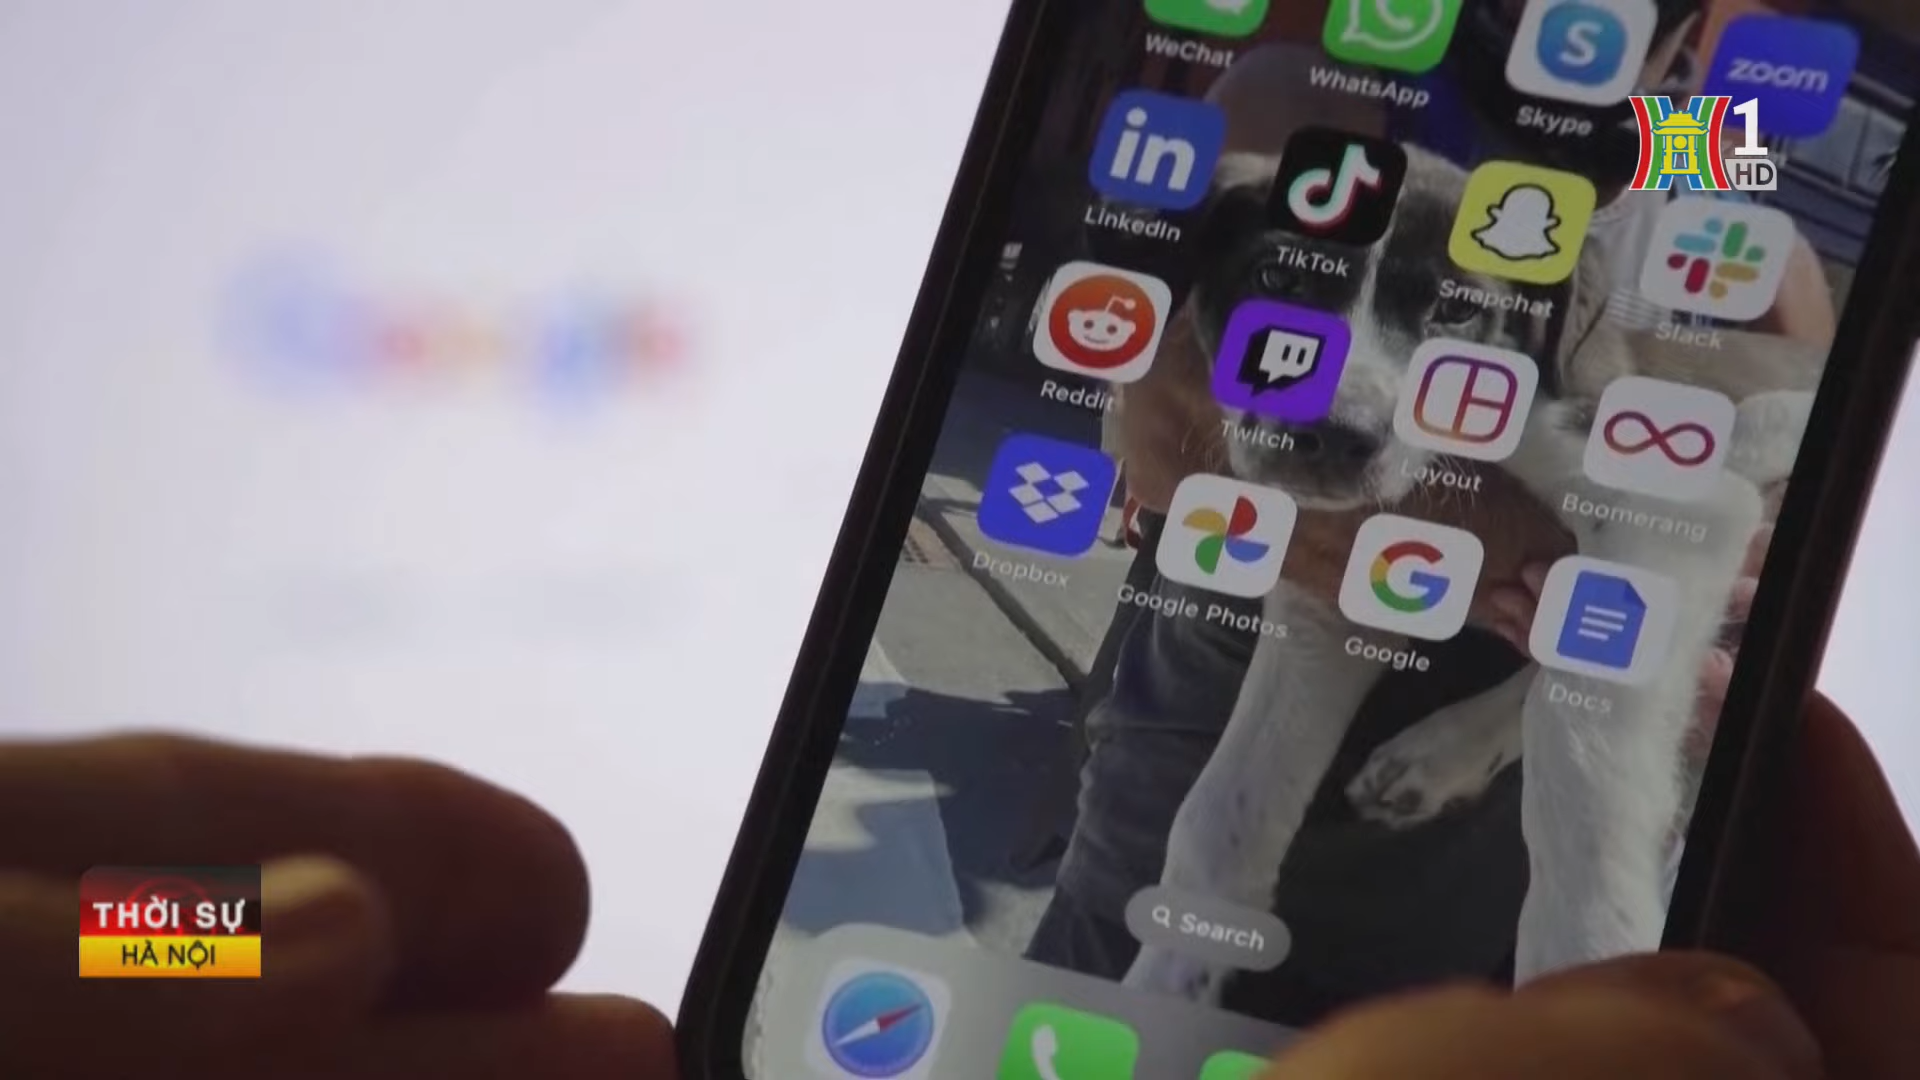 WeChat
WhatsApp
Skype
zoom
1
HD
in
LinkedIn
TikTok
Snapchat
Slack
Reddit
Twitch
Layout
Boomerang
Dropbox
Google Photos
G
Google
Docs
Search
THỜI SỰ
HÀ NỘI